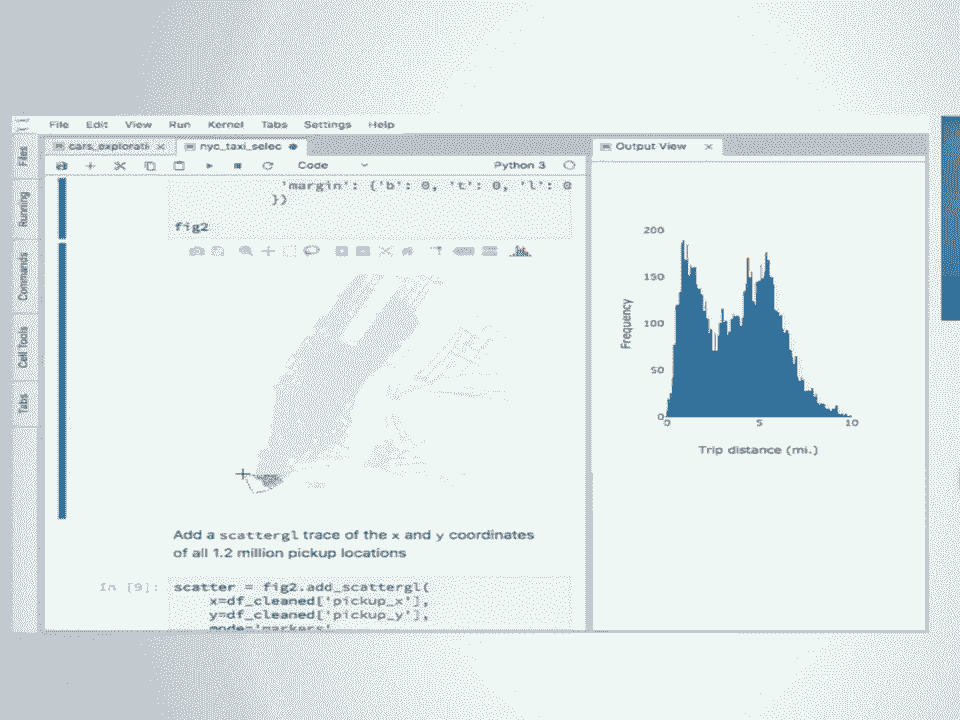 File Edit View Run Kernel Tabs Settings Help
cars_explorati × nyc_taxi_selec
Code Python 3
Files
Running
Commands
Cell Tools
Tabs
'margin': {'b': 0, 't': 0, 'l': 0
})
fig2
Add a scattergl trace of the x and y coordinates
of all 1.2 million pickup locations
In [9]: scatter = fig2.add_scattergl(
x=df_cleaned['pickup_x'],
y=df_cleaned['pickup_y'],
mode='markers'
Output View ×
200
150
100
50
0
Frequency
0 5 10
Trip distance (mi.)